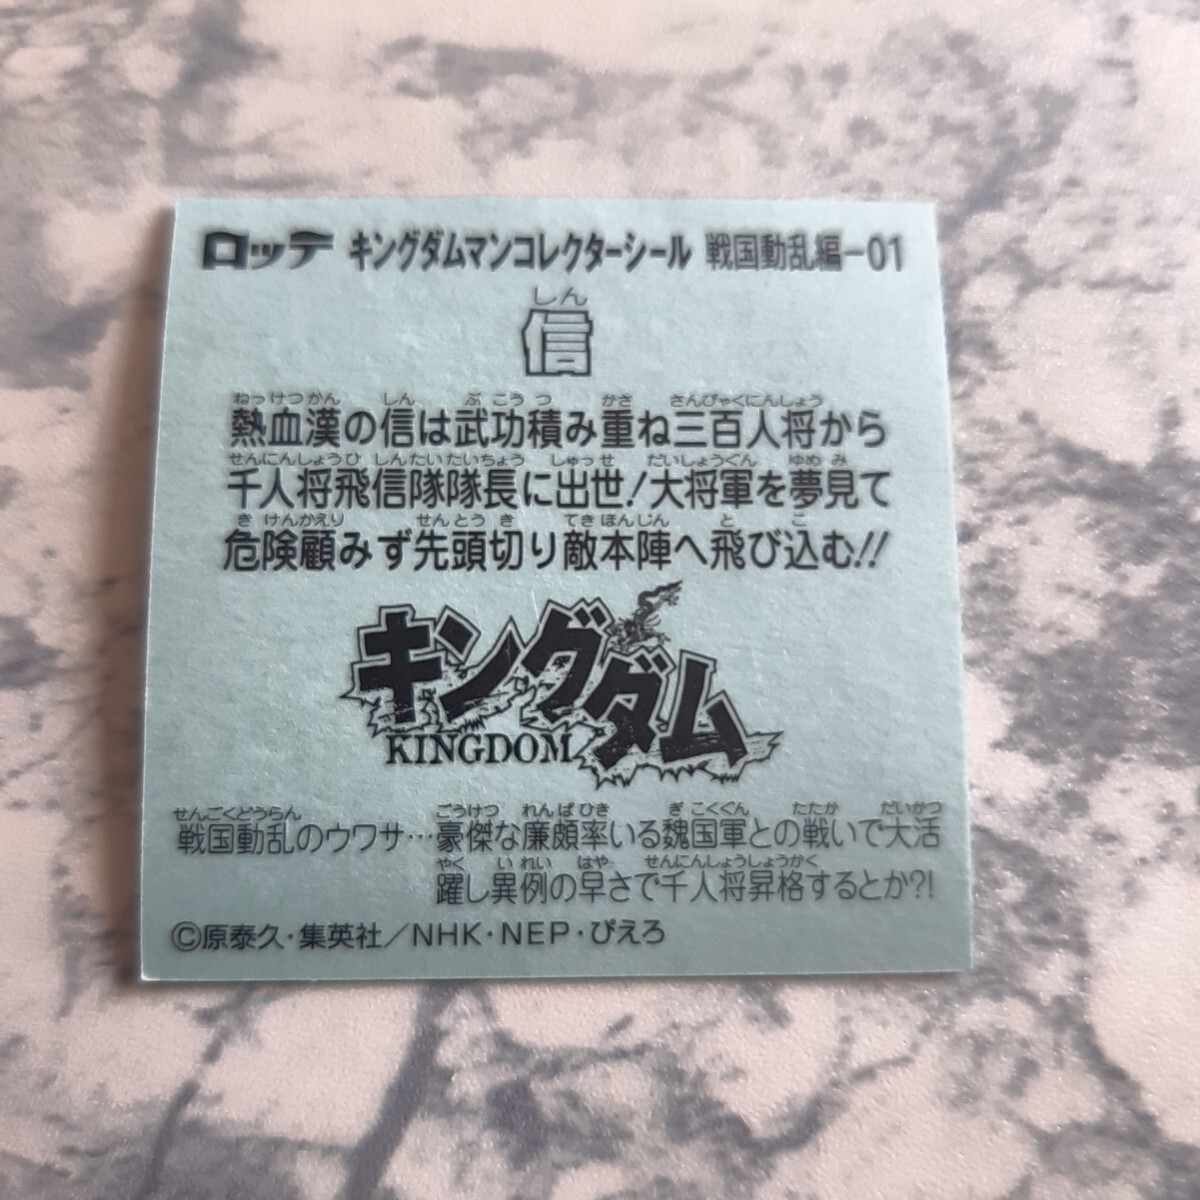 ロッテ キングダムマンコレクターシール 戦国動乱編-01
しん
信
ねっけつかん しん ぶこうつ かさ さんびゃくにんしょう
熱血漢の信は武功積み重ね三百人将から
せんにんしょうひしんたいたいちょう しゅっせ だいしょうぐん ゆめみ
千人将飛信隊隊長に出世!大将軍を夢見て
きけんかえり せんとうき てきほんじん と こ
危険顧みず先頭切り敵本陣へ飛び込む!!
キングダム
KINGDOM
せんごくどうらん ごうけつ れんぱひき ぎこくぐん たたか だいかつ
戦国動乱のウワサ…豪傑な廉頗率いる魏国軍との戦いで大活
やく いれい はや せんにんしょうしょうかく
躍し異例の早さで千人将昇格するとか?!
©原泰久・集英社/NHK・NEP・ぴえろ